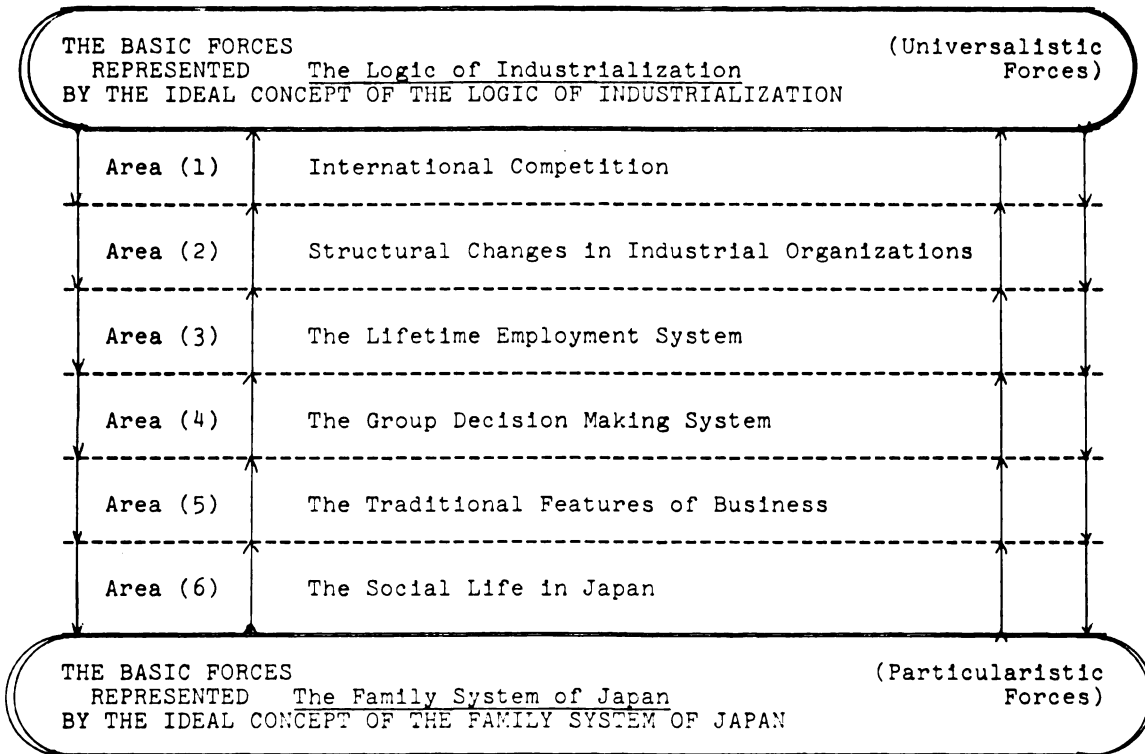 THE BASIC FORCES (Universalistic
REPRESENTED The Logic of Industrialization Forces)
BY THE IDEAL CONCEPT OF THE LOGIC OF INDUSTRIALIZATION
Area (1) International Competition
Area (2) Structural Changes in Industrial Organizations
Area (3) The Lifetime Employment System
Area (4) The Group Decision Making System
Area (5) The Traditional Features of Business
Area (6) The Social Life in Japan
THE BASIC FORCES (Particularistic
REPRESENTED The Family System of Japan Forces)
BY THE IDEAL CONCEPT OF THE FAMILY SYSTEM OF JAPAN